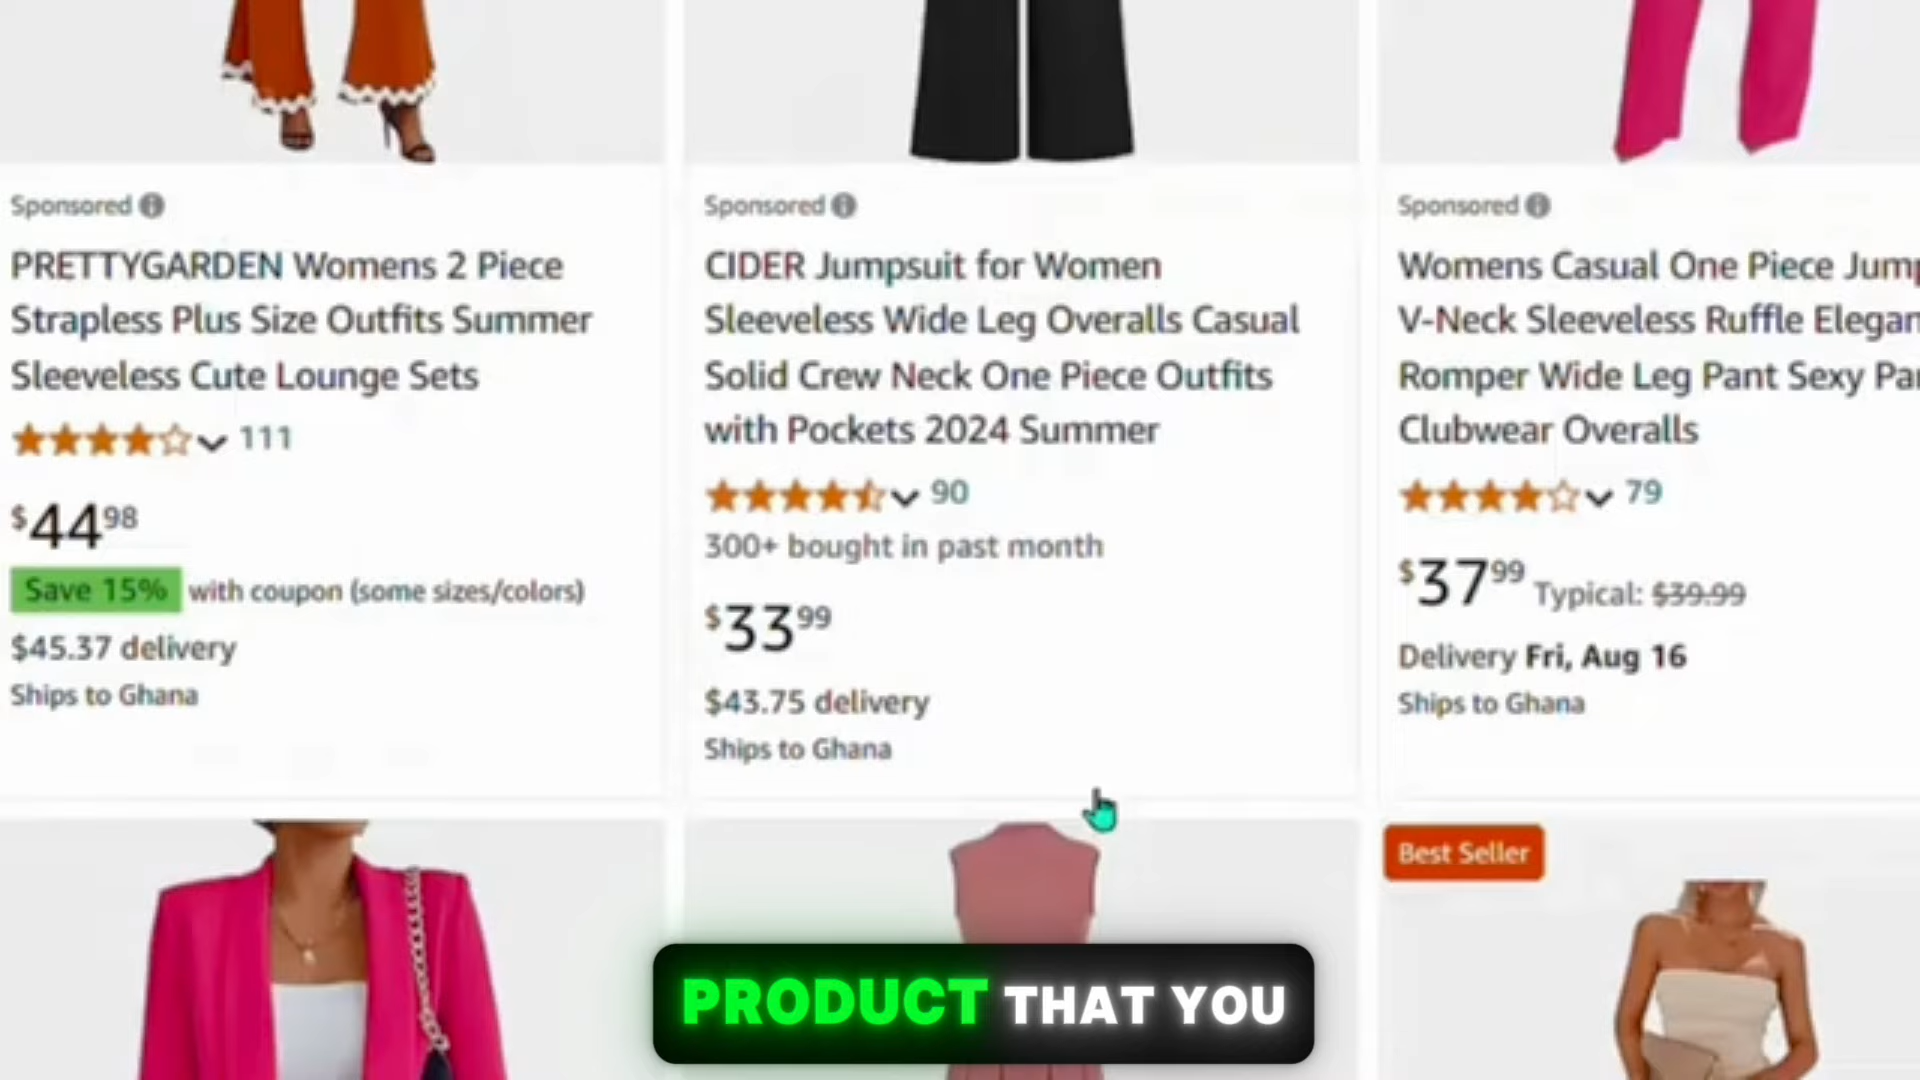 Sponsored
PRETTYGARDEN Womens 2 Piece
Strapless Plus Size Outfits Summer
Sleeveless Cute Lounge Sets
111
$44 98
Save 15% with coupon (some sizes/colors)
$45.37 delivery
Ships to Ghana
Sponsored
CIDER Jumpsuit for Women
Sleeveless Wide Leg Overalls Casual
Solid Crew Neck One Piece Outfits
with Pockets 2024 Summer
90
300+ bought in past month
$33 99
$43.75 delivery
Ships to Ghana
Sponsored
Womens Casual One Piece
V-Neck Sleeveless Ruffle
Romper Wide Leg Pant Sexy
Clubwear Overalls
79
$37 99 Typical: $39.99
Delivery Fri, Aug 16
Ships to Ghana
Best Seller
PRODUCT THAT YOU